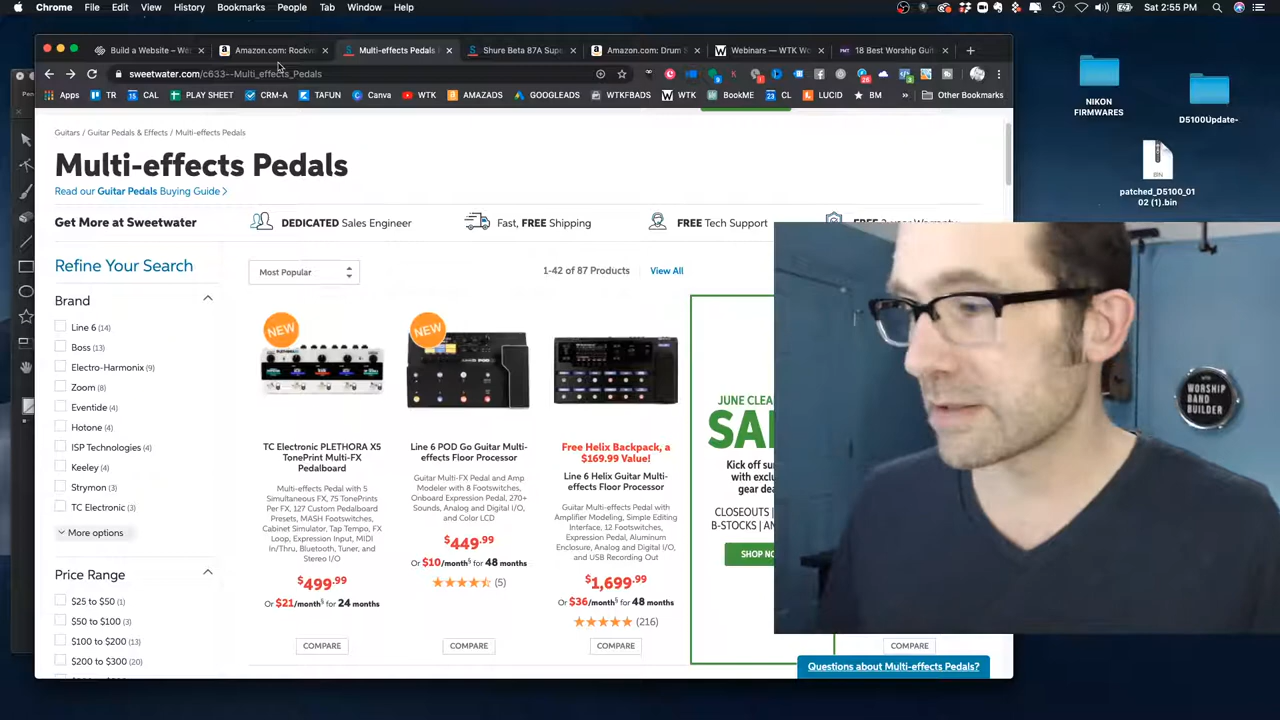 Chrome File Edit View History Bookmarks People Tab Window Help Sat 2:55 PM
Build a Website – W Amazon.com: Rockv Multi-effects Pedals Shure Beta 87A Sup Amazon.com: Drum S Webinars — WTK Wo 18 Best Worship Gui
sweetwater.com/c633--Multi_effects_Pedals
Apps TR CAL PLAY SHEET CRM-A TAFUN Canva WTK AMAZADS GOOGLEADS WTKFBADS WTK BookME CL LUCID BM » Other Bookmarks
NIKON FIRMWARES
D5100Update-
BIN
patched_D5100_01
02 (1).bin
Guitars / Guitar Pedals & Effects / Multi-effects Pedals
Multi-effects Pedals
Read our Guitar Pedals Buying Guide
Get More at Sweetwater
DEDICATED Sales Engineer
Fast, FREE Shipping
FREE Tech Support
FREE 2-year Warranty
Refine Your Search
Brand
Line 6 (14)
Boss (13)
Electro-Harmonix (9)
Zoom (8)
Eventide (4)
Hotone (4)
ISP Technologies (4)
Keeley (4)
Strymon (3)
TC Electronic (3)
More options
Price Range
$25 to $50 (1)
$50 to $100 (3)
$100 to $200 (13)
$200 to $300 (20)
Most Popular
1-42 of 87 Products View All
NEW
TC Electronic PLETHORA X5
TonePrint Multi-FX
Pedalboard
Multi-effects Pedal with 5
Simultaneous FX, 75 TonePrints
Per FX, 127 Custom Pedalboard
Presets, MASH Footswitches,
Cabinet Simulator, Tap Tempo, FX
Loop, Expression Input, MIDI
In/Thru, Bluetooth, Tuner, and
Stereo I/O
$499.99
Or $21/month§ for 24 months
COMPARE
NEW
Line 6 POD Go Guitar Multi-
effects Floor Processor
Guitar Multi-FX Pedal and Amp
Modeler with 8 Footswitches,
Onboard Expression Pedal, 270+
Sounds, Analog and Digital I/O,
and Color LCD
$449.99
Or $10/month§ for 48 months
(5)
COMPARE
Free Helix Backpack, a
$169.99 Value!
Line 6 Helix Guitar Multi-
effects Floor Processor
Guitar Multi-effects Pedal with
Amplifier Modeling, Simple Editing
Interface, 12 Footswitches,
Expression Pedal, Aluminum
Enclosure, Analog and Digital I/O,
and USB Recording Out
$1,699.99
Or $36/month§ for 48 months
(216)
COMPARE
JUNE CLEA
SA
Kick off su
with exclu
gear dea
CLOSEOUTS |
B-STOCKS | A
SHOP NO
COMPARE
Questions about Multi-effects Pedals?
WORSHIP
BAND
BUILDER